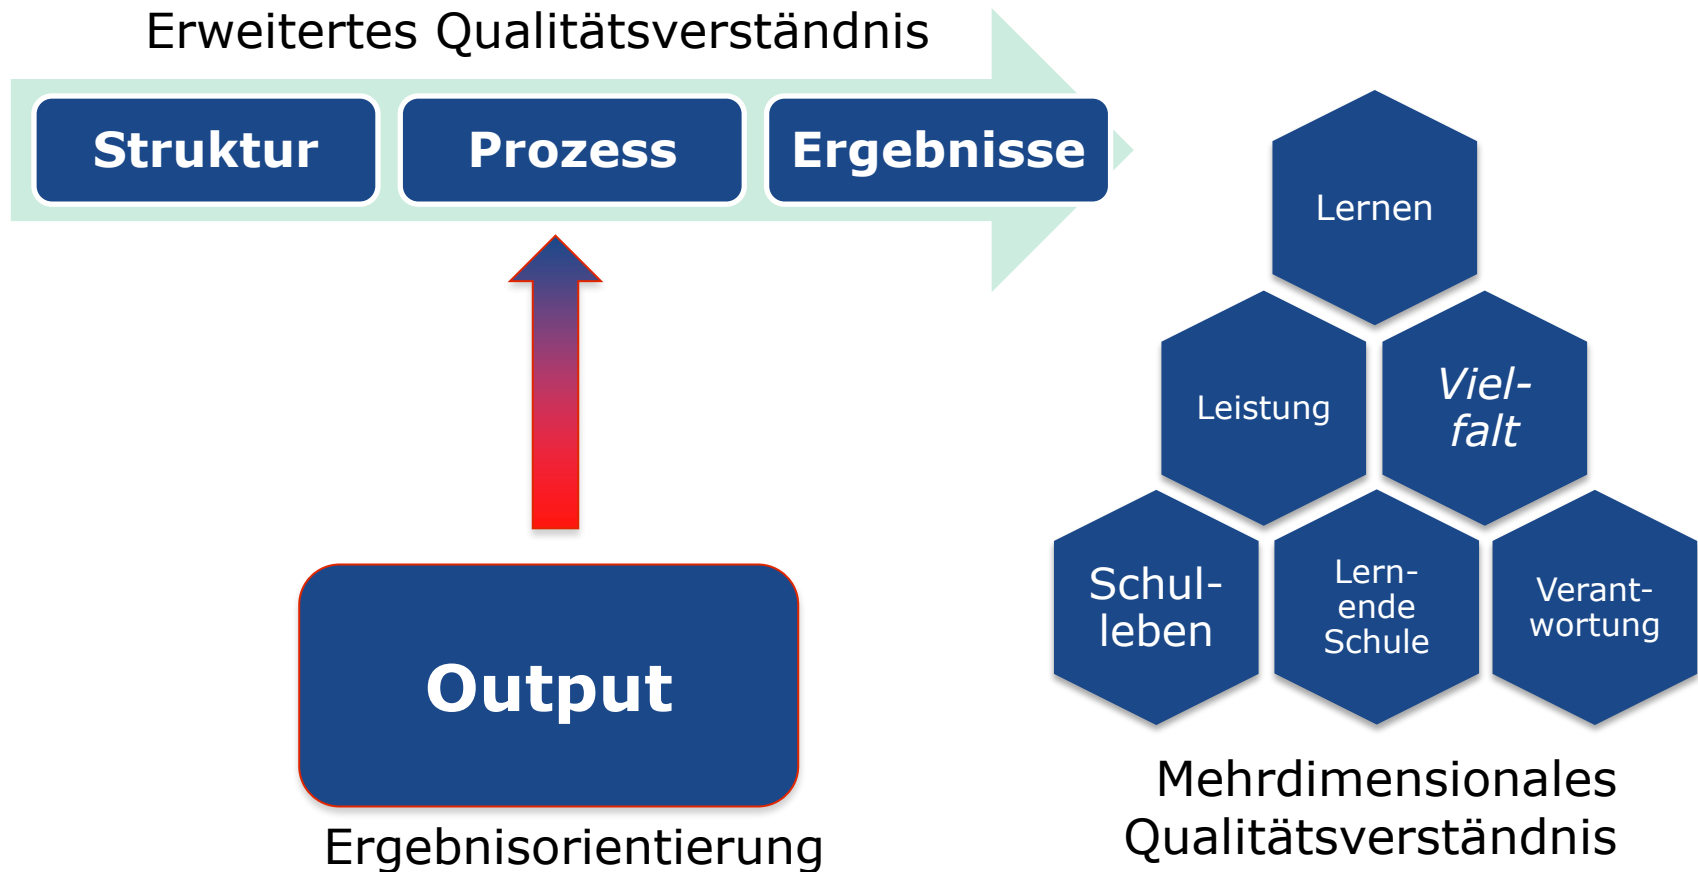 Erweitertes Qualitätsverständnis
Struktur
Prozess
Ergebnisse
Output
Ergebnisorientierung
Lernen
Leistung
Viel-
falt
Schul-
leben
Lern-
ende
Schule
Verant-
wortung
Mehrdimensionales
Qualitätsverständnis